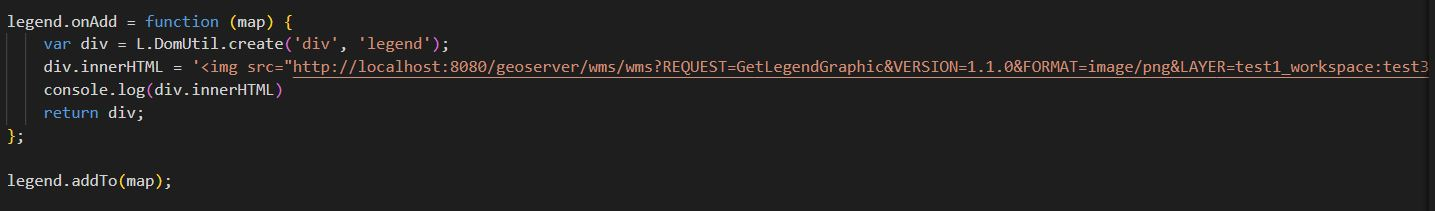 legend.onAdd = function (map) {
var div = L.DomUtil.create('div', 'legend');
div.innerHTML = '<img src="http://localhost:8080/geoserver/wms/wms?REQUEST=GetLegendGraphic&VERSION=1.1.0&FORMAT=image/png&LAYER=test1_workspace:test3
console.log(div.innerHTML)
return div;
};
legend.addTo(map);